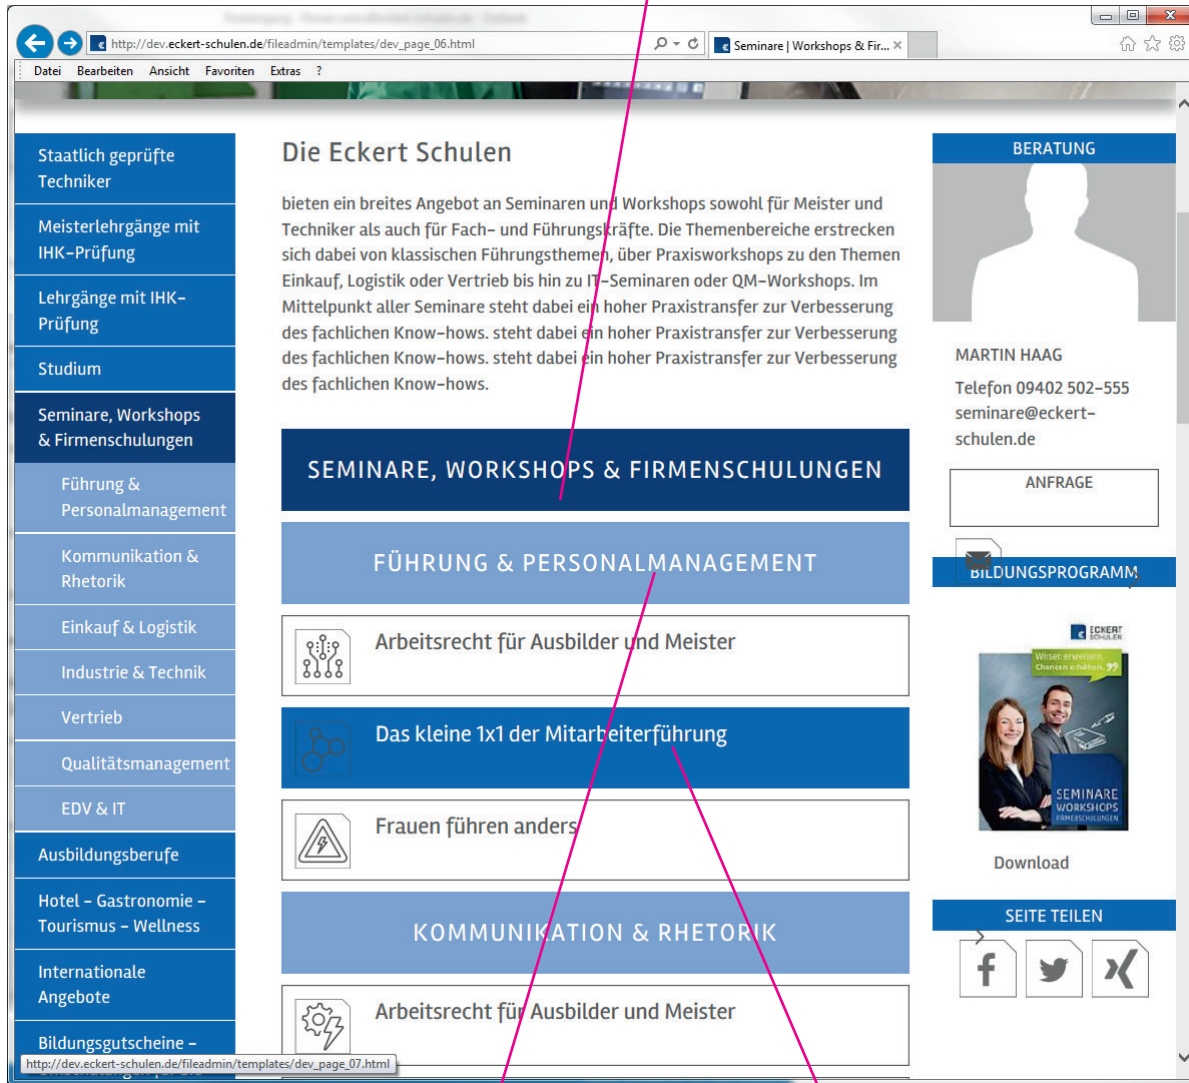 http://dev.eckert-schulen.de/fileadmin/templates/dev_page_06.html
Seminare | Workshops & Fir...
Datei Bearbeiten Ansicht Favoriten Extras ?
Staatlich geprüfte
Techniker
Meisterlehrgänge mit
IHK-Prüfung
Lehrgänge mit IHK-
Prüfung
Studium
Seminare, Workshops
& Firmenschulungen
Führung &
Personalmanagement
Kommunikation &
Rhetorik
Einkauf & Logistik
Industrie & Technik
Vertrieb
Qualitätsmanagement
EDV & IT
Ausbildungsberufe
Hotel - Gastronomie -
Tourismus - Wellness
Internationale
Angebote
Bildungsgutscheine -
http://dev.eckert-schulen.de/fileadmin/templates/dev_page_07.html
Die Eckert Schulen
bieten ein breites Angebot an Seminaren und Workshops sowohl für Meister und
Techniker als auch für Fach- und Führungskräfte. Die Themenbereiche erstrecken
sich dabei von klassischen Führungsthemen, über Praxisworkshops zu den Themen
Einkauf, Logistik oder Vertrieb bis hin zu IT-Seminaren oder QM-Workshops. Im
Mittelpunkt aller Seminare steht dabei ein hoher Praxistransfer zur Verbesserung
des fachlichen Know-hows. steht dabei ein hoher Praxistransfer zur Verbesserung
des fachlichen Know-hows. steht dabei ein hoher Praxistransfer zur Verbesserung
des fachlichen Know-hows.
SEMINARE, WORKSHOPS & FIRMENSCHULUNGEN
FÜHRUNG & PERSONALMANAGEMENT
Arbeitsrecht für Ausbilder und Meister
Das kleine 1x1 der Mitarbeiterführung
Frauen führen anders
KOMMUNIKATION & RHETORIK
Arbeitsrecht für Ausbilder und Meister
BERATUNG
MARTIN HAAG
Telefon 09402 502-555
seminare@eckert-
schulen.de
ANFRAGE
BILDUNGSPROGRAMM
ECKERT
SCHULEN
Wissen erweitern.
Chancen erhöhen.
SEMINARE
WORKSHOPS
FIRMENSCHULUNGEN
Download
SEITE TEILEN